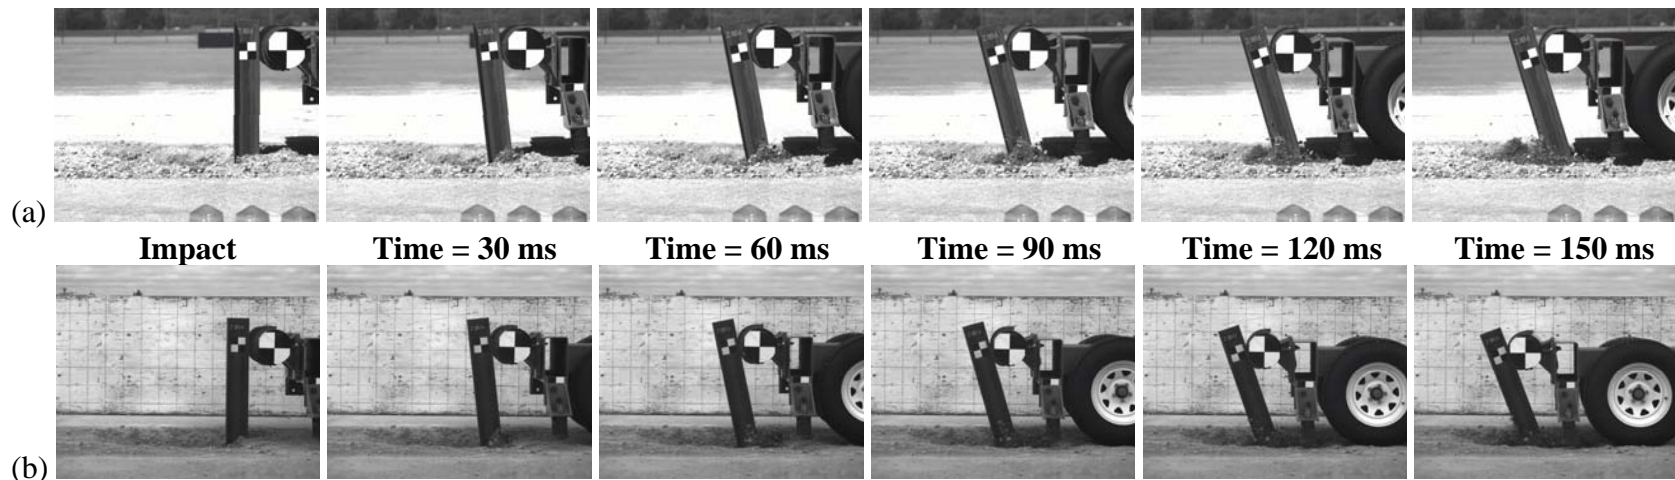 (a)
Impact Time = 30 ms Time = 60 ms Time = 90 ms Time = 120 ms Time = 150 ms
(b)